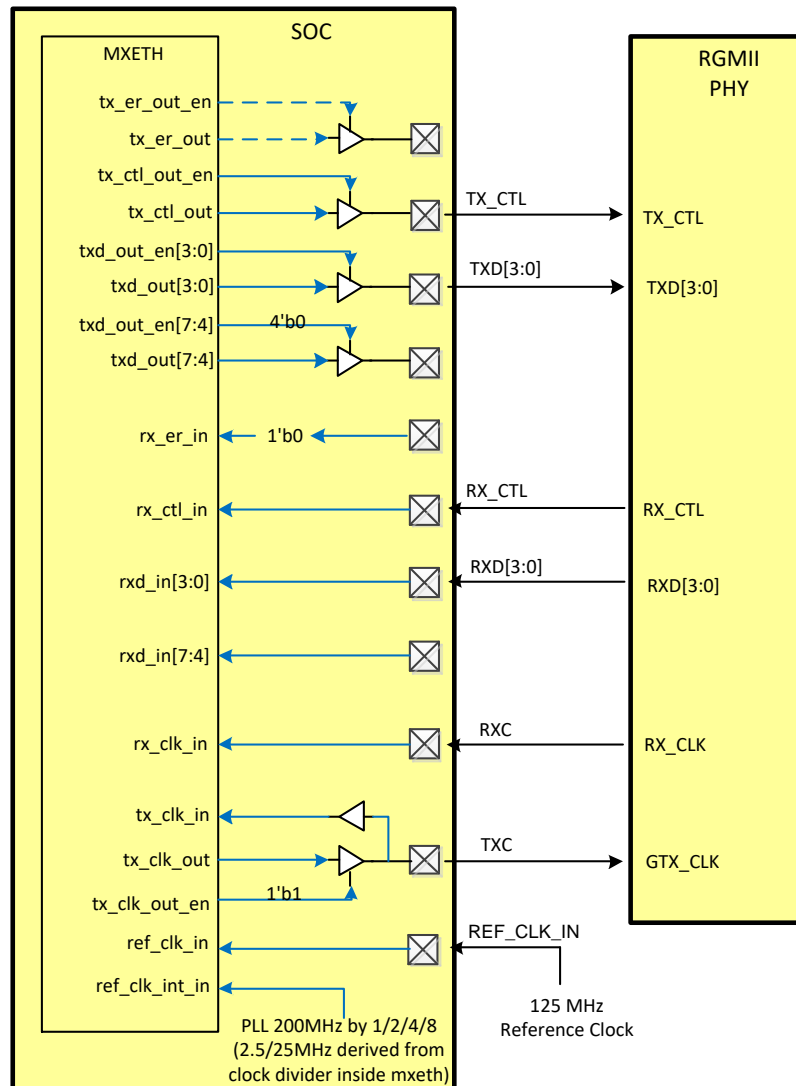 SOC
MXETH
RGMII
PHY
tx_er_out_en
tx_er_out
tx_ctl_out_en
tx_ctl_out
TX_CTL
TX_CTL
txd_out_en[3:0]
txd_out[3:0]
TXD[3:0]
TXD[3:0]
txd_out_en[7:4]
4'b0
txd_out[7:4]
rx_er_in
1'b0
rx_ctl_in
RX_CTL
RX_CTL
rxd_in[3:0]
RXD[3:0]
RXD[3:0]
rxd_in[7:4]
rx_clk_in
RXC
RX_CLK
tx_clk_in
tx_clk_out
TXC
GTX_CLK
tx_clk_out_en
1'b1
ref_clk_in
REF_CLK_IN
ref_clk_int_in
125 MHz
Reference Clock
PLL 200MHz by 1/2/4/8
(2.5/25MHz derived from
clock divider inside mxeth)